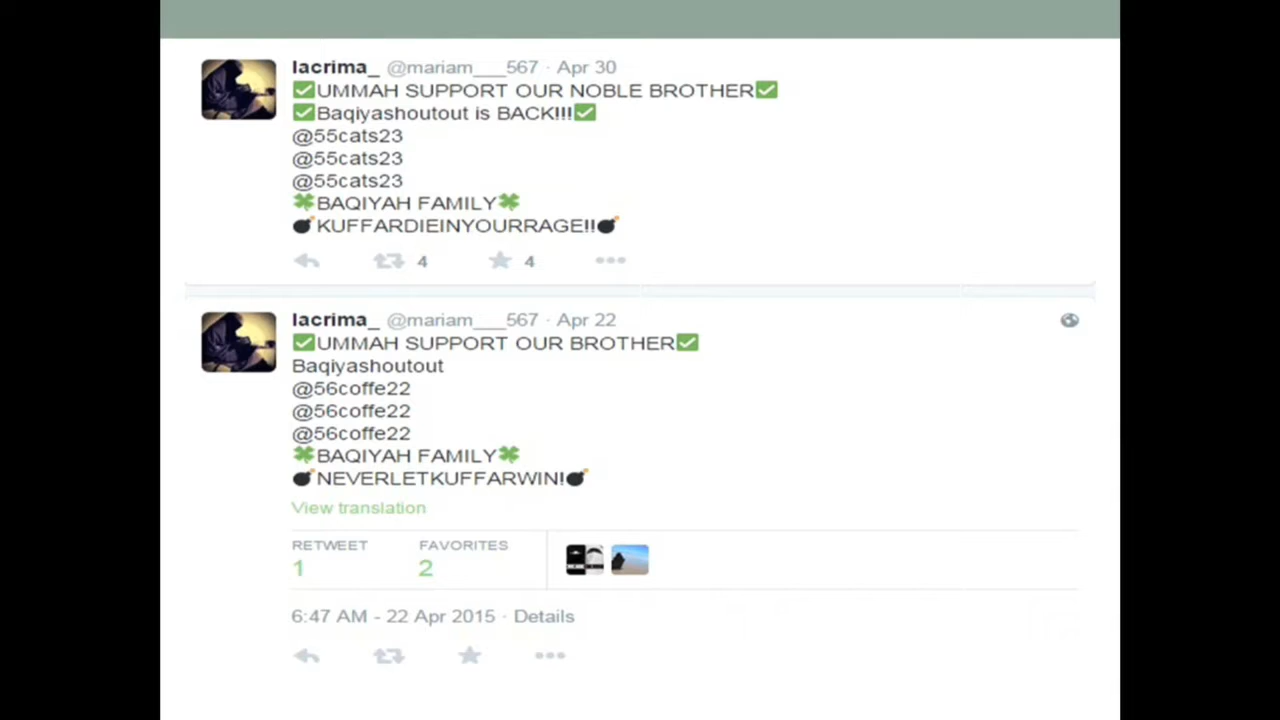 lacrima_ @mariam___567 · Apr 30
✅UMMAH SUPPORT OUR NOBLE BROTHER✅
✅Baqiyashoutout is BACK!!!✅
@55cats23
@55cats23
@55cats23
🍀BAQIYAH FAMILY🍀
💣KUFFARDIEINYOURRAGE!!💣
4 4
lacrima_ @mariam___567 · Apr 22
✅UMMAH SUPPORT OUR BROTHER✅
Baqiyashoutout
@56coffe22
@56coffe22
@56coffe22
🍀BAQIYAH FAMILY🍀
💣NEVERLETKUFFARWIN!💣
View translation
RETWEET FAVORITES
1 2
6:47 AM - 22 Apr 2015 · Details